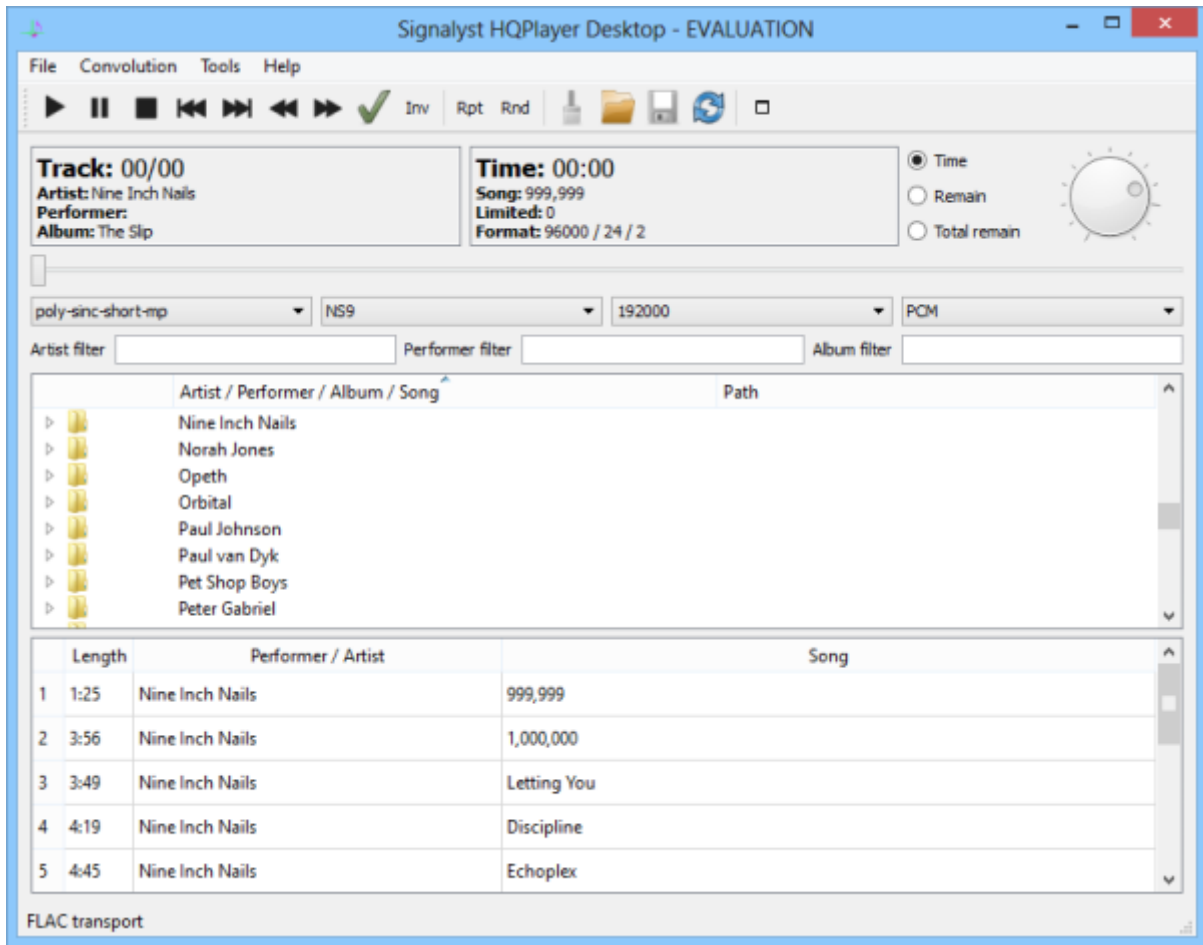 Signalyst HQPlayer Desktop - EVALUATION
File Convolution Tools Help
Inv Rpt Rnd
Track: 00/00
Artist: Nine Inch Nails
Performer:
Album: The Slip
Time: 00:00
Song: 999,999
Limited: 0
Format: 96000 / 24 / 2
Time
Remain
Total remain
poly-sinc-short-mp NS9 192000 PCM
Artist filter Performer filter Album filter
Artist / Performer / Album / Song Path
Nine Inch Nails
Norah Jones
Opeth
Orbital
Paul Johnson
Paul van Dyk
Pet Shop Boys
Peter Gabriel
Length Performer / Artist Song
1 1:25 Nine Inch Nails 999,999
2 3:56 Nine Inch Nails 1,000,000
3 3:49 Nine Inch Nails Letting You
4 4:19 Nine Inch Nails Discipline
5 4:45 Nine Inch Nails Echoplex
FLAC transport